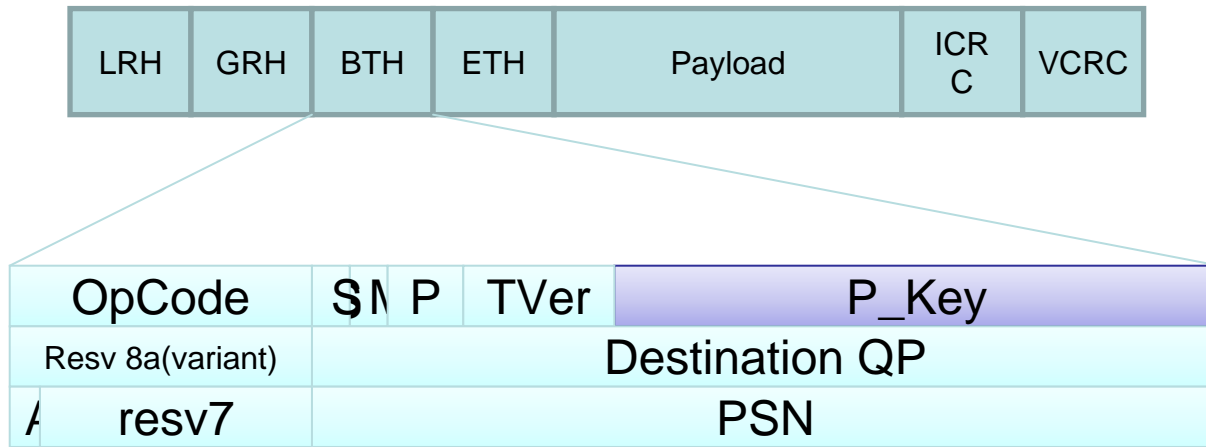 LRH GRH BTH ETH Payload ICR
C VCRC
OpCode S M P TVer P_Key
Resv 8a(variant) Destination QP
A resv7 PSN